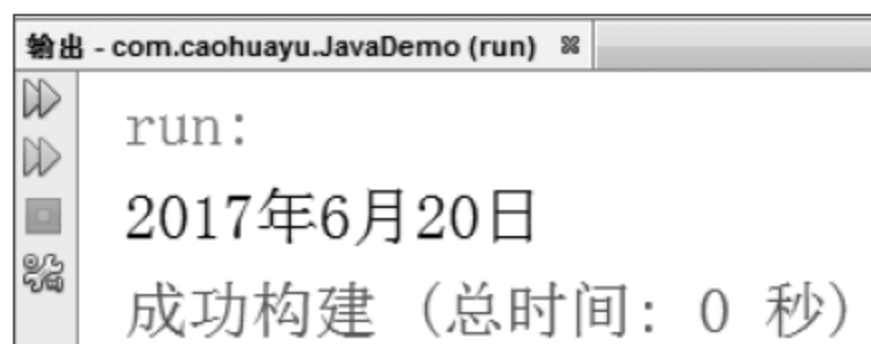 输出 - com.caohuayu.JavaDemo (run)
run:
2017年6月20日
成功构建 (总时间: 0 秒)